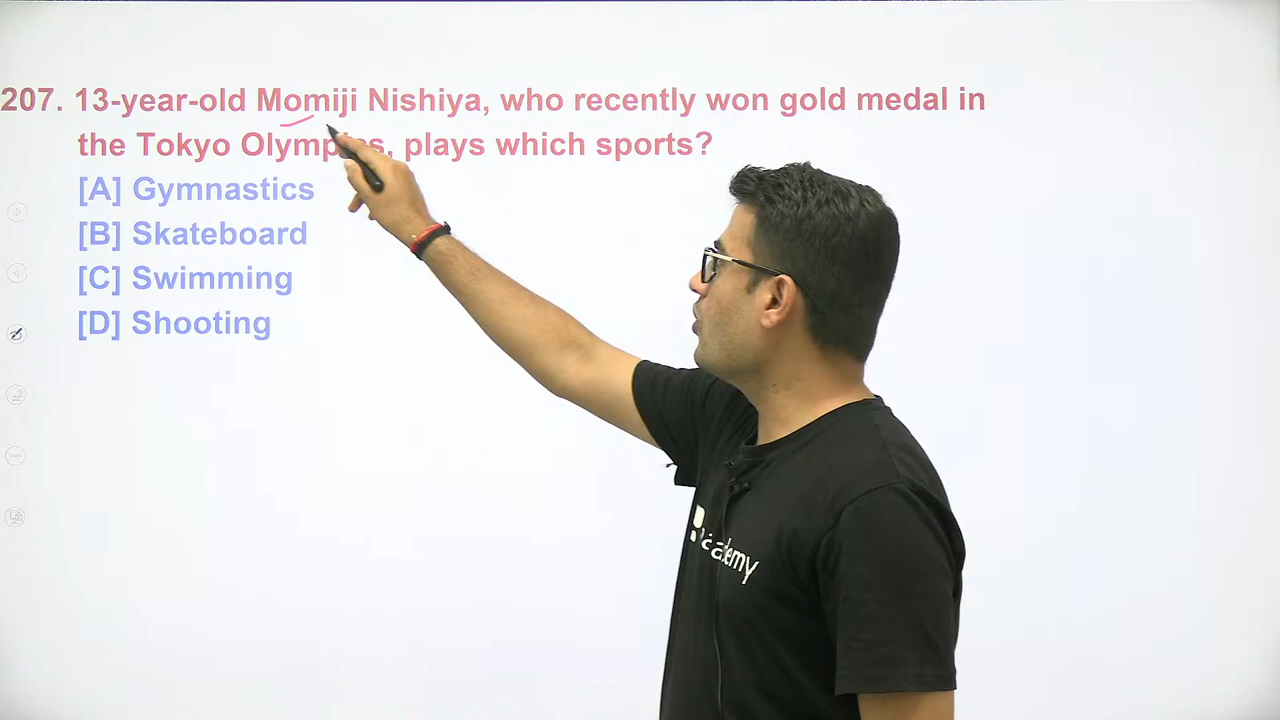 207. 13-year-old Momiji Nishiya, who recently won gold medal in
the Tokyo Olympics, plays which sports?
[A] Gymnastics
[B] Skateboard
[C] Swimming
[D] Shooting